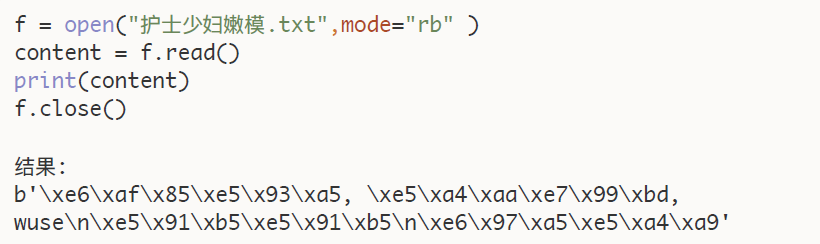 f = open("护士少妇嫩模.txt",mode="rb" )
content = f.read()
print(content)
f.close()
结果:
b'\xe6\xaf\x85\xe5\x93\xa5, \xe5\xa4\xaa\xe7\x99\xbd,
wuse\n\xe5\x91\xb5\xe5\x91\xb5\n\xe6\x97\xa5\xe5\xa4\xa9'